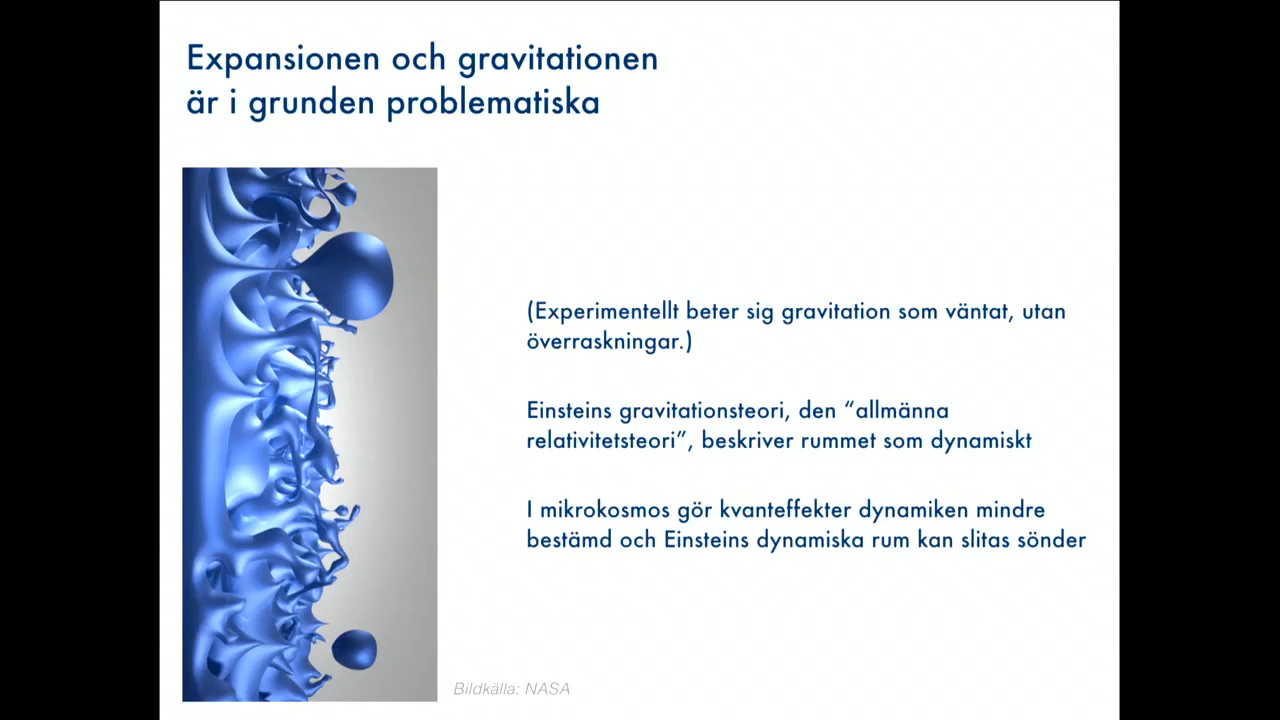 Expansionen och gravitationen
är i grunden problematiska
(Experimentellt beter sig gravitation som väntat, utan
överraskningar.)
Einsteins gravitationsteori, den “allmänna
relativitetsteori”, beskriver rummet som dynamiskt
I mikrokosmos gör kvanteffekter dynamiken mindre
bestämd och Einsteins dynamiska rum kan slitas sönder
Bildkälla: NASA